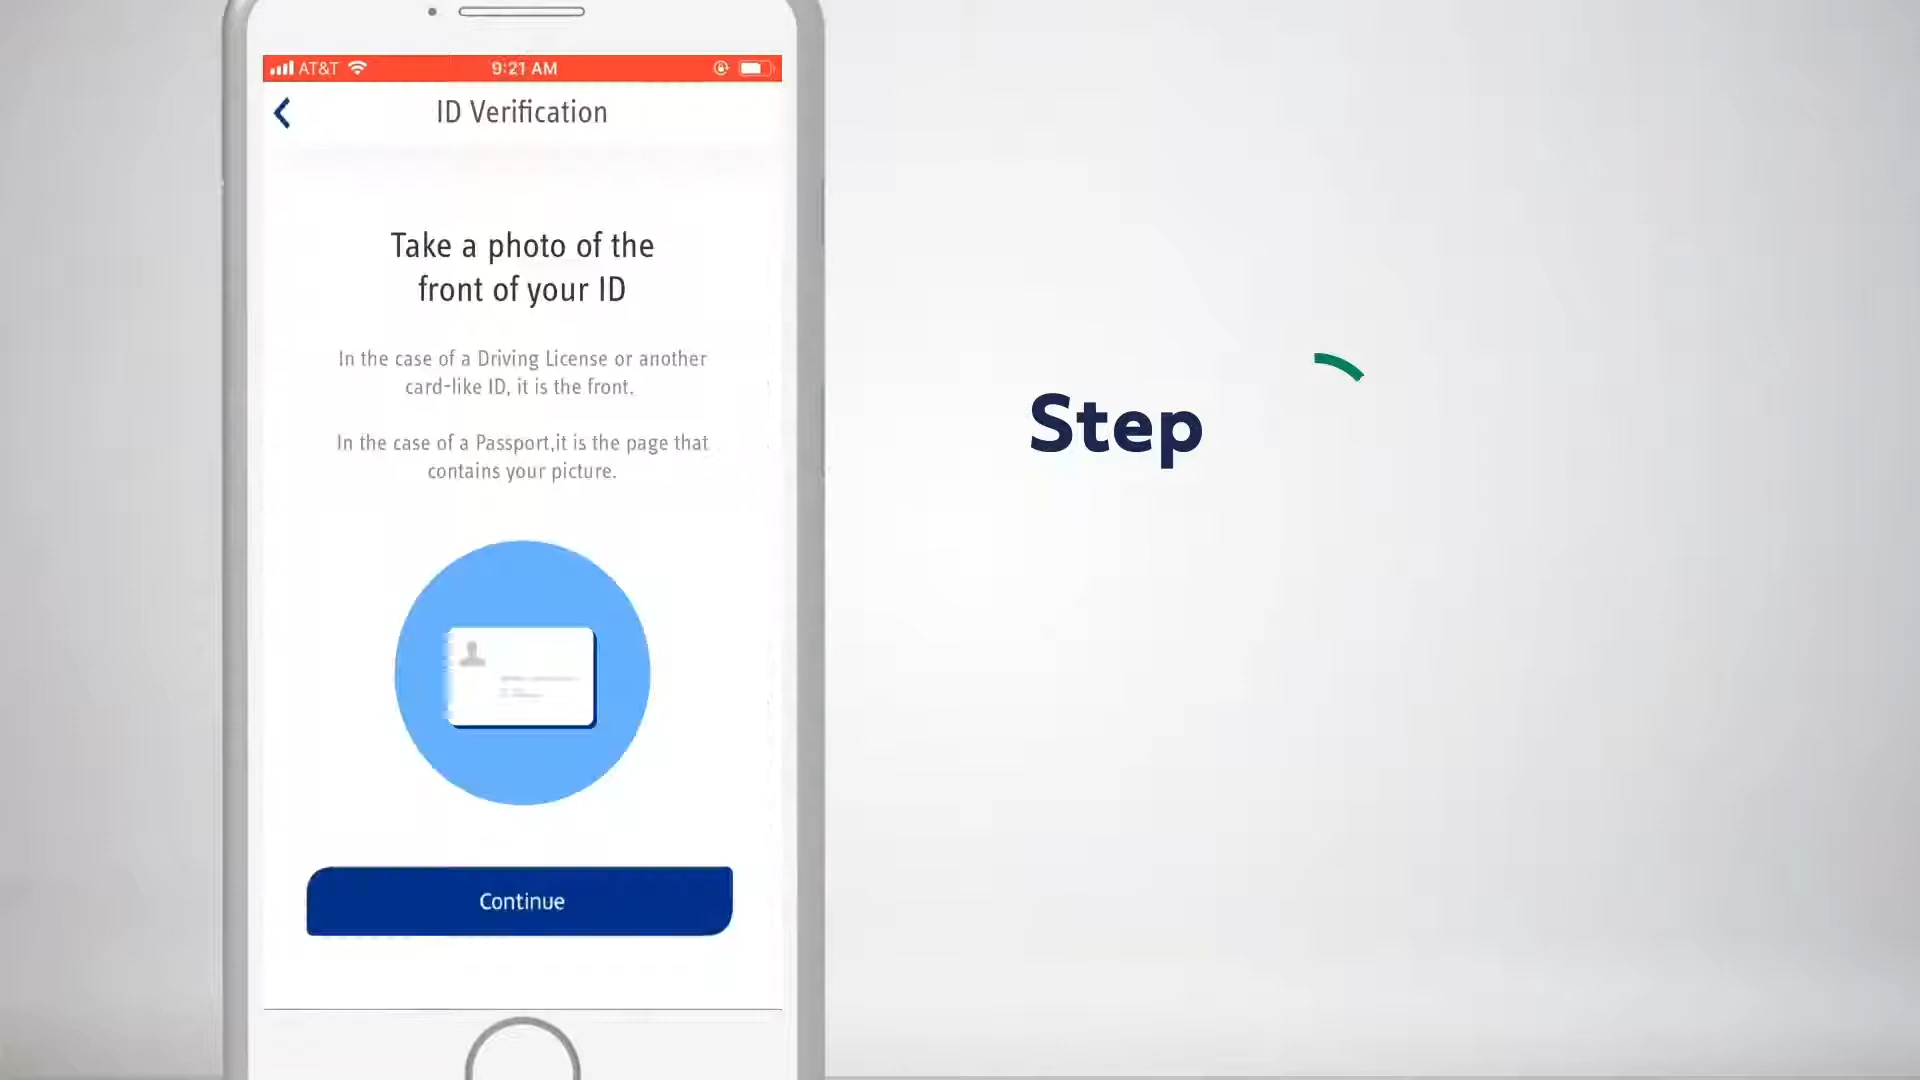 AT&T
9:21 AM
ID Verification
Take a photo of the
front of your ID
In the case of a Driving License or another
card-like ID, it is the front.
In the case of a Passport,it is the page that
contains your picture.
Continue
Step